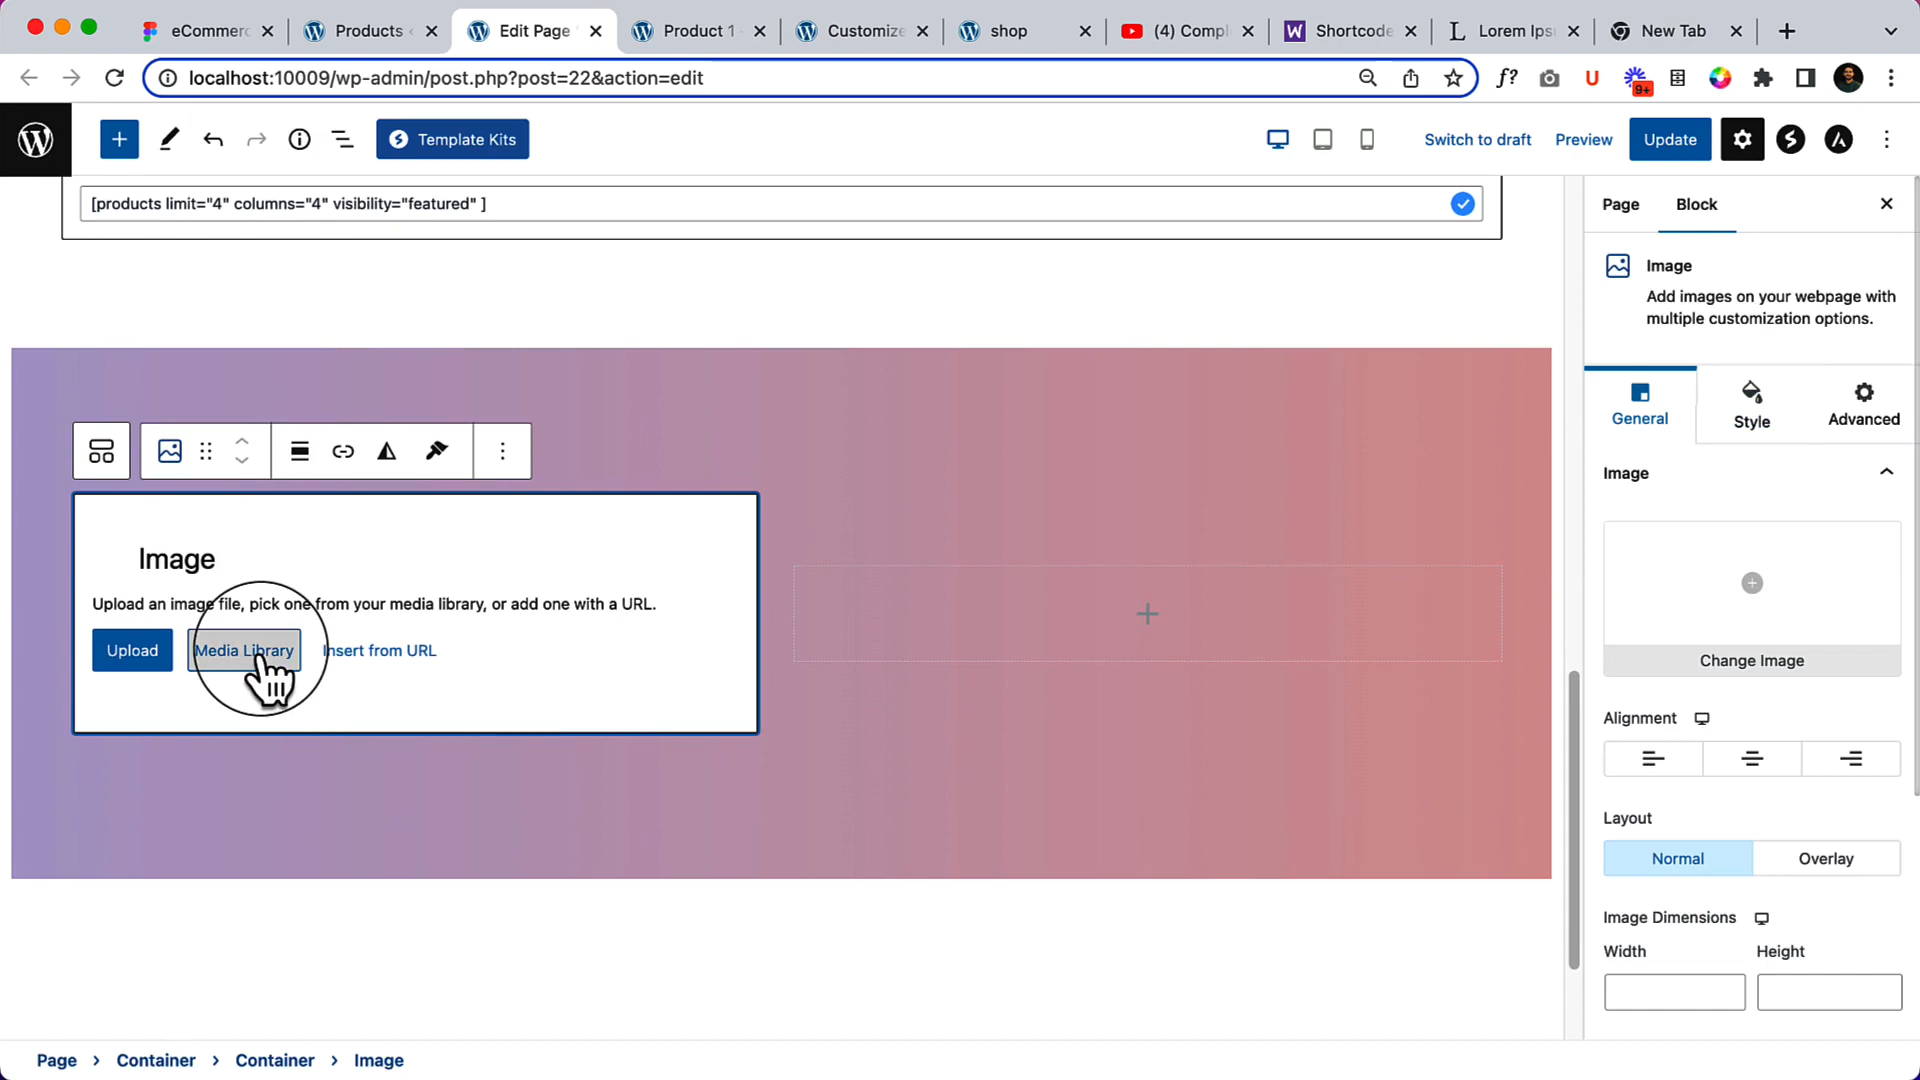 eCommerc
Products
Edit Page
Product 1
Customize
shop
(4) Compl
Shortcode
Lorem Ips
New Tab
localhost:10009/wp-admin/post.php?post=22&action=edit
f?
U
9+
Template Kits
Switch to draft
Preview
Update
[products limit="4" columns="4" visibility="featured" ]
Page
Block
Image
Add images on your webpage with
multiple customization options.
General
Style
Advanced
Image
Change Image
Alignment
Layout
Normal
Overlay
Image Dimensions
Width
Height
Image
Upload an image file, pick one from your media library, or add one with a URL.
Upload
Media Library
Insert from URL
Page > Container > Container > Image